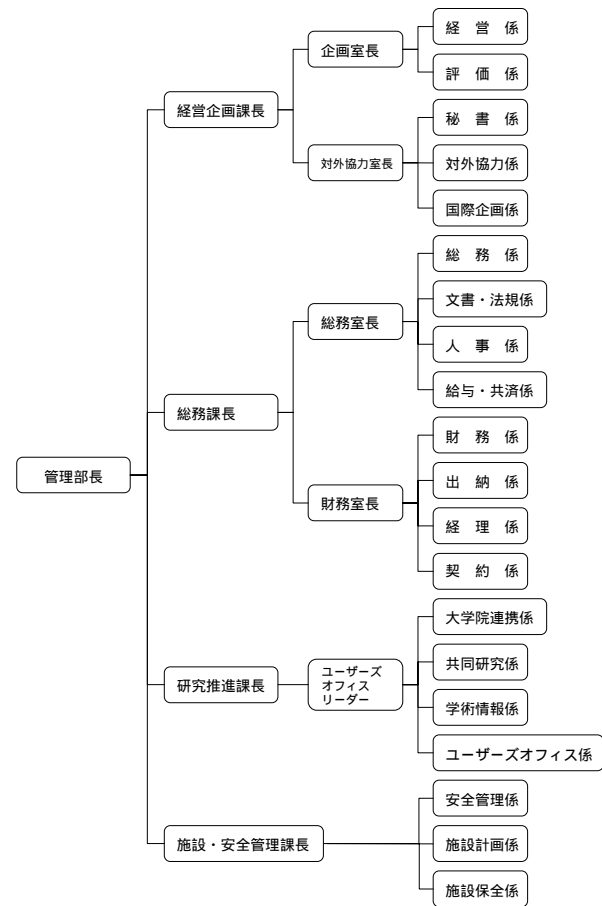 管理部長
経営企画課長
企画室長
経　営　係
評　価　係
対外協力室長
秘　書　係
対外協力係
国際企画係
総務課長
総務室長
総　務　係
文書・法規係
人　事　係
給与・共済係
財務室長
財　務　係
出　納　係
経　理　係
契　約　係
研究推進課長
ユーザーズ
オフィス
リーダー
大学院連携係
共同研究係
学術情報係
ユーザーズオフィス係
施設・安全管理課長
安全管理係
施設計画係
施設保全係